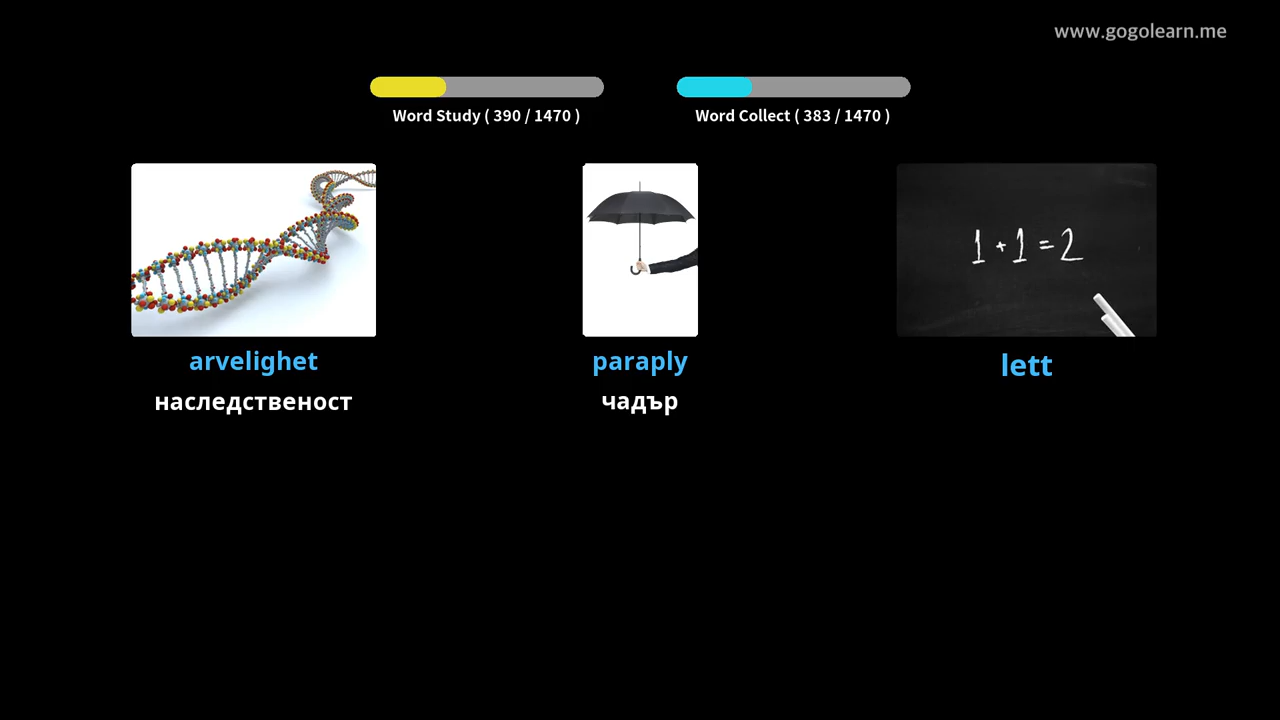 www.gogolearn.me
Word Study ( 390 / 1470 )
Word Collect ( 383 / 1470 )
1 + 1 = 2
arvelighet
paraply
lett
наследственост
чадър